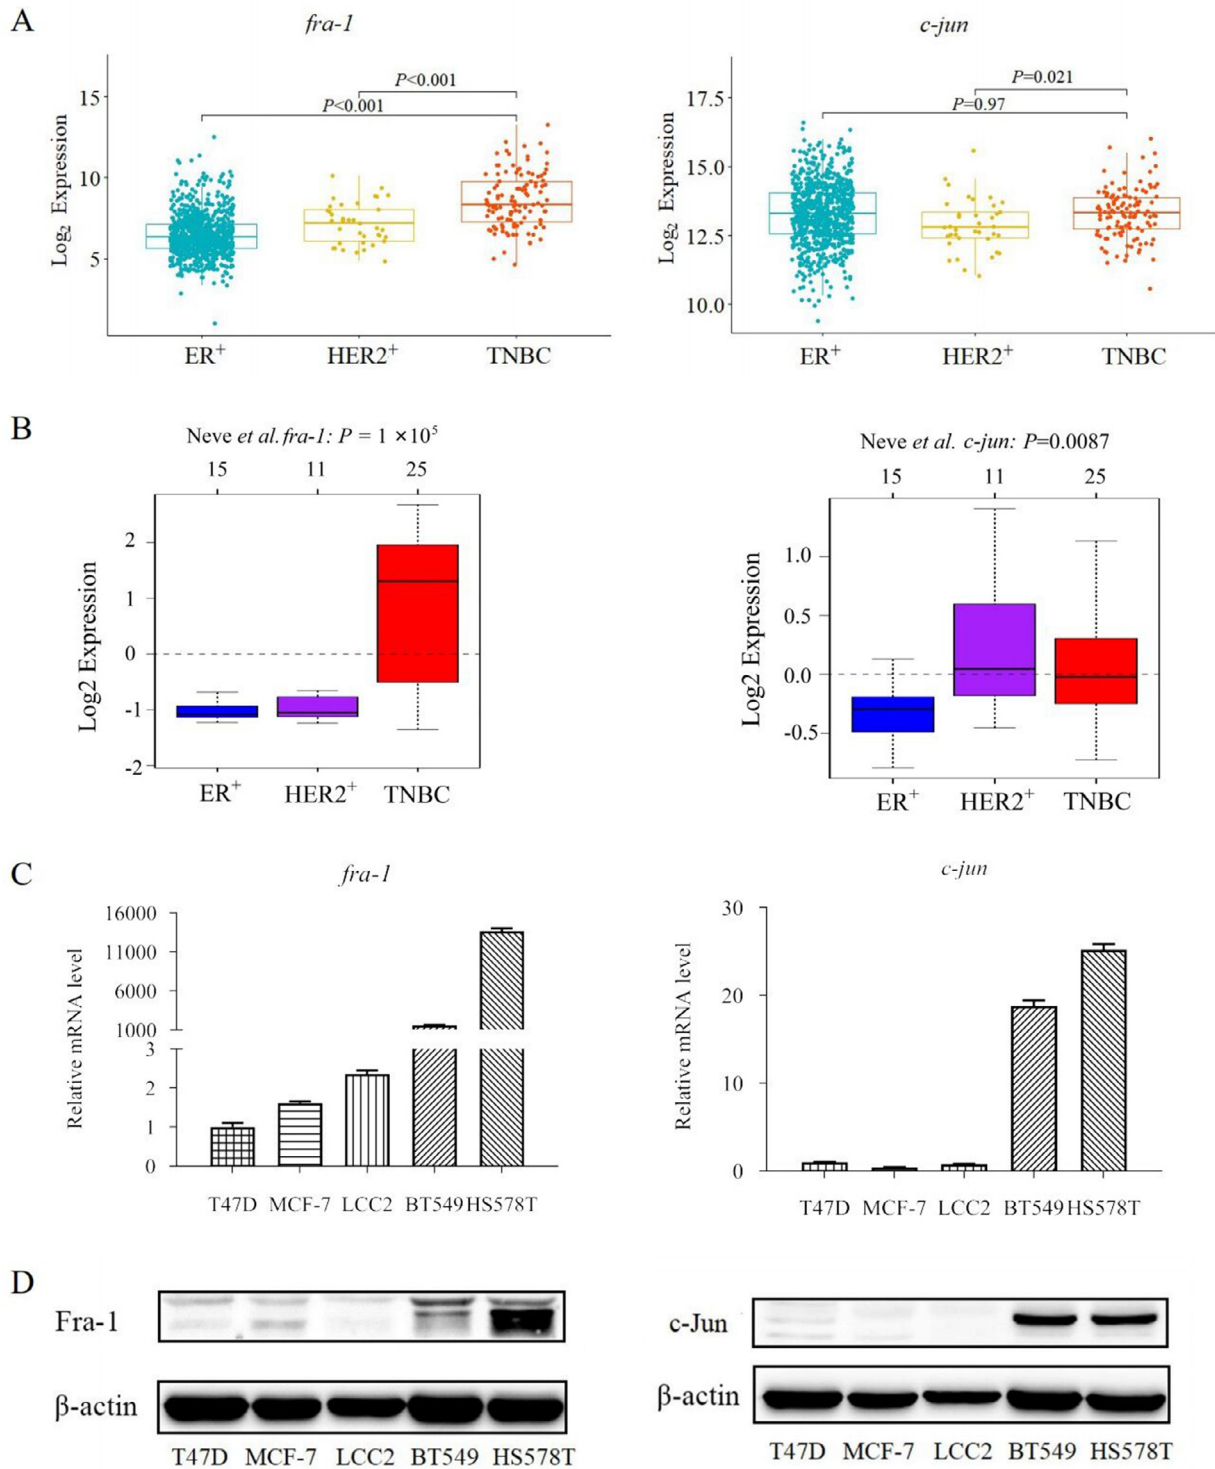 A
fra-1
c-jun
15
10
5
Log₂ Expression
P<0.001
P<0.001
ER⁺
HER2⁺
TNBC
17.5
15.0
12.5
10.0
Log₂ Expression
P=0.021
P=0.97
ER⁺
HER2⁺
TNBC
B
Neve et al. fra-1: P = 1 ×10⁵
15
11
25
2
1
0
-1
-2
Log2 Expression
ER⁺
HER2⁺
TNBC
Neve et al. c-jun: P=0.0087
15
11
25
1.0
0.5
0.0
-0.5
Log2 Expression
ER⁺
HER2⁺
TNBC
C
fra-1
16000
11000
6000
1000
3
2
1
0
Relative mRNA level
T47D
MCF-7
LCC2
BT549
HS578T
c-jun
30
20
10
0
Relative mRNA level
T47D
MCF-7
LCC2
BT549
HS578T
D
Fra-1
β-actin
T47D
MCF-7
LCC2
BT549
HS578T
c-Jun
β-actin
T47D
MCF-7
LCC2
BT549
HS578T